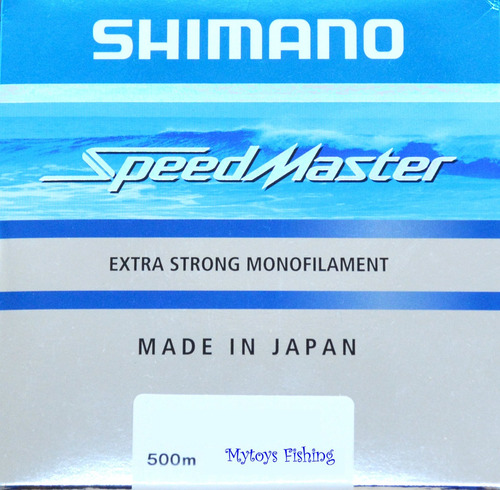 SHIMANO
SpeedMaster
EXTRA STRONG MONOFILAMENT
MADE IN JAPAN
500m Mytoys Fishing